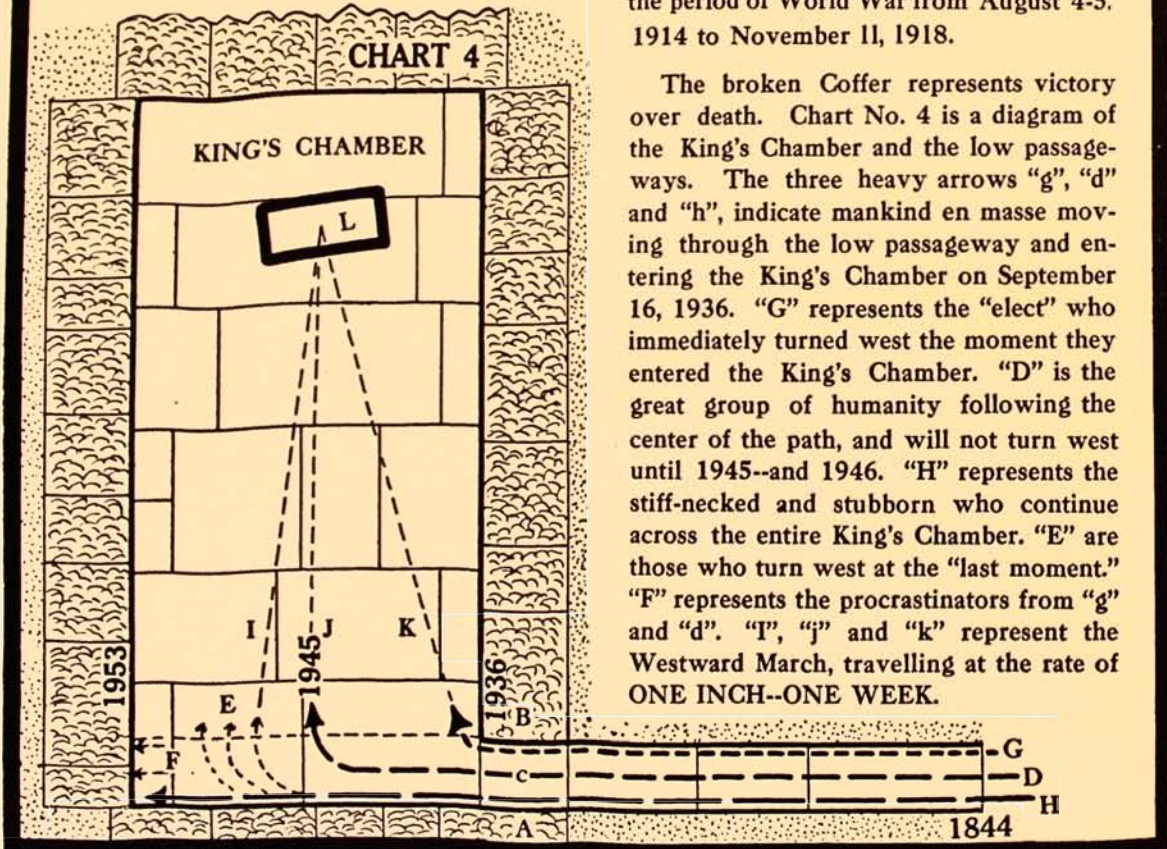 CHART 4
KING'S CHAMBER
L
I
J
K
1953
1945
1936
E
B
F
C
G
D
H
A
1844
the period of World War from August 4-5.
1914 to November 11, 1918.
The broken Coffer represents victory
over death. Chart No. 4 is a diagram of
the King's Chamber and the low passage-
ways. The three heavy arrows “g”, “d”
and “h”, indicate mankind en masse mov-
ing through the low passageway and en-
tering the King's Chamber on September
16, 1936. “G” represents the “elect” who
immediately turned west the moment they
entered the King's Chamber. “D” is the
great group of humanity following the
center of the path, and will not turn west
until 1945--and 1946. “H” represents the
stiff-necked and stubborn who continue
across the entire King's Chamber. “E” are
those who turn west at the “last moment.”
“F” represents the procrastinators from “g”
and “d”. “I”, “j” and “k” represent the
Westward March, travelling at the rate of
ONE INCH--ONE WEEK.